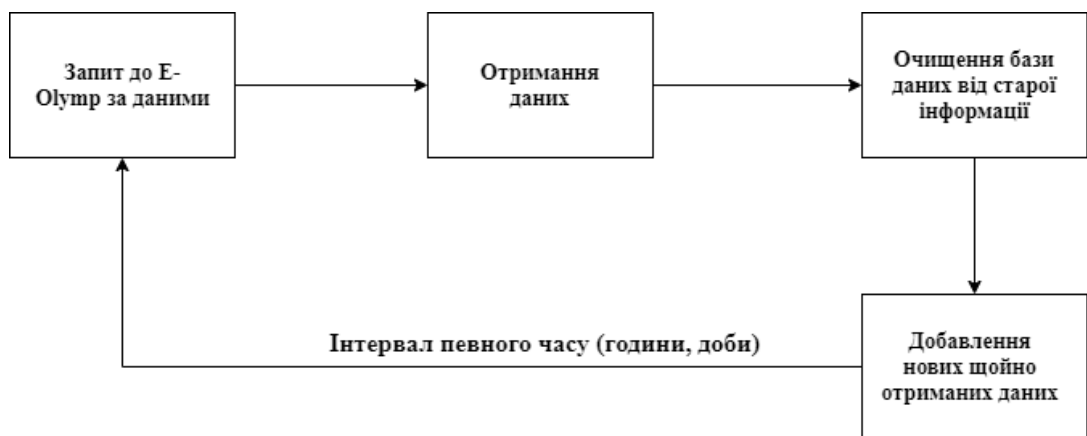 Запит до E-
Olymp за даними
Отримання
даних
Очищення бази
даних від старої
інформації
Інтервал певного часу (години, доби)
Добавлення
нових щойно
отриманих даних